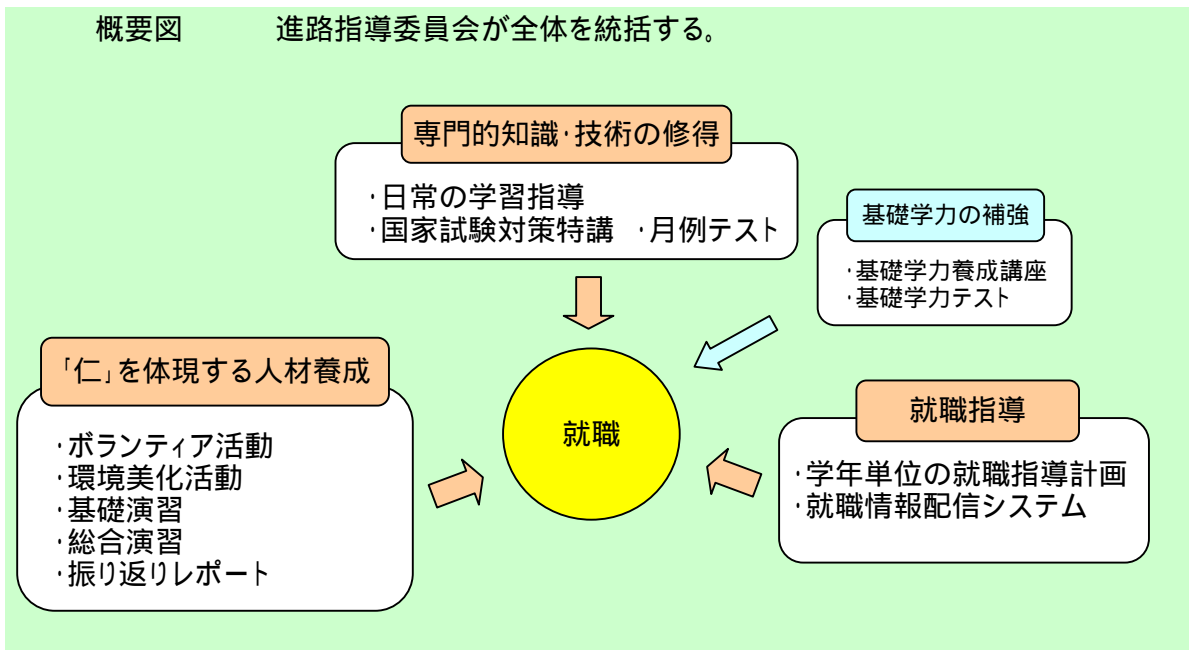 概要図　進路指導委員会が全体を統括する。
専門的知識・技術の修得
・日常の学習指導
・国家試験対策特講　・月例テスト
基礎学力の補強
・基礎学力養成講座
・基礎学力テスト
「仁」を体現する人材養成
・ボランティア活動
・環境美化活動
・基礎演習
・総合演習
・振り返りレポート
就職
就職指導
・学年単位の就職指導計画
・就職情報配信システム